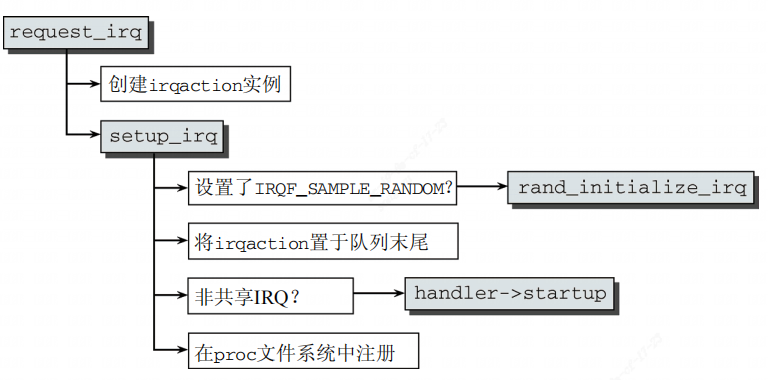 request_irq
创建irqaction实例
setup_irq
设置了IRQF_SAMPLE_RANDOM？
rand_initialize_irq
将irqaction置于队列末尾
非共享IRQ？
handler->startup
在proc文件系统中注册